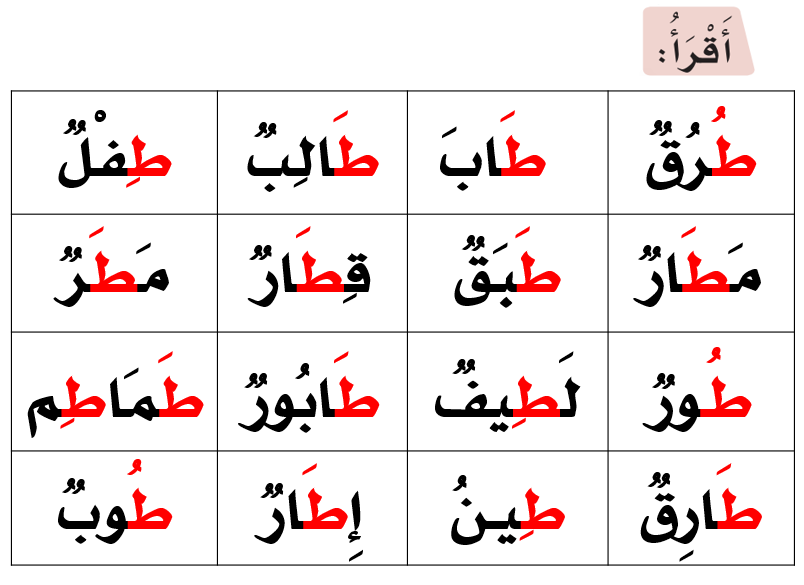 أَقْرَأُ:
طُرُقٌ طَابَ طَالِبٌ طِفْلٌ
مَطَارٌ طَبَقٌ قِطَارٌ مَطَرٌ
طُورٌ لَطِيفٌ طَابُورٌ طَمَاطِم
طَارِقٌ طِينُ إِطَارٌ طُوبٌ